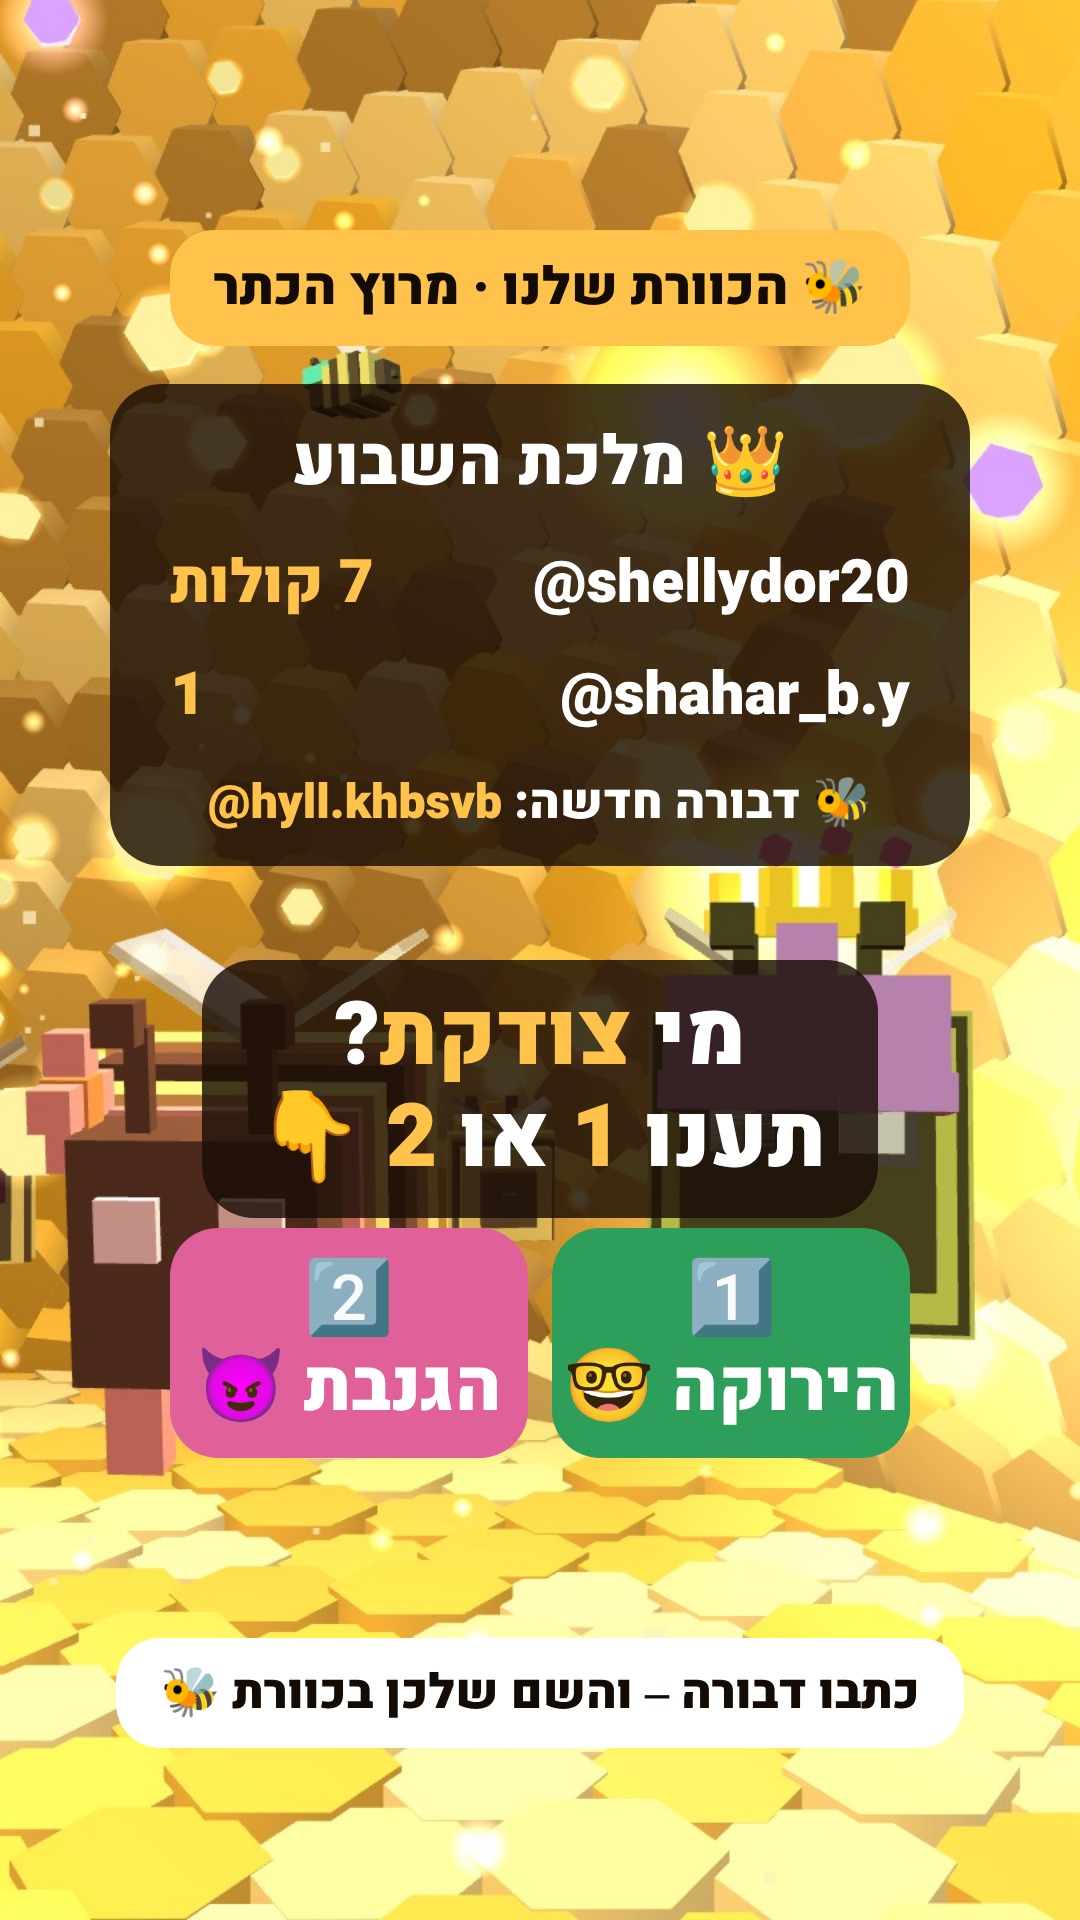 🐝 הכוורת שלנו · מרוץ הכתר
👑 מלכת השבוע
@shellydor20 7 קולות
@shahar_b.y 1
🐝 דבורה חדשה: @hyll.khbsvb
מי צודקת?
תענו 1 או 2 👇
1️⃣
הירוקה 🤓
2️⃣
הגנבת 😈
כתבו דבורה – והשם שלכן בכוורת 🐝